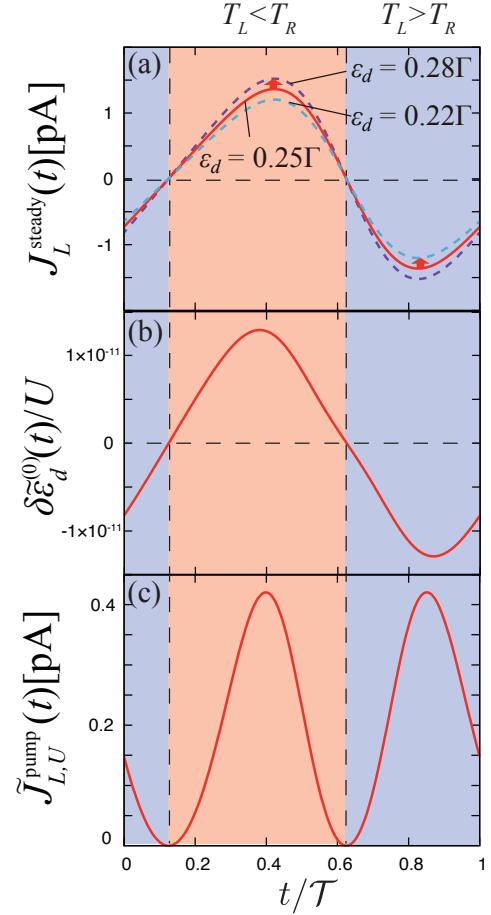 T_L < T_R T_L > T_R
(a)
J_L^steady(t)[pA]
1
0
-1
ε_d = 0.28Γ
ε_d = 0.22Γ
ε_d = 0.25Γ
(b)
δε̃_d^(0)(t)/U
1×10-11
0
-1×10-11
(c)
J̃_{L,U}^pump(t)[pA]
0.4
0.2
0
0 0.2 0.4 0.6 0.8 1
t/𝒯